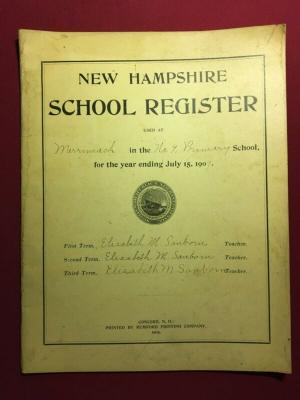 NEW HAMPSHIRE
SCHOOL REGISTER
USED AT
Merrimack in the No 9 Primary School,
for the year ending July 15, 190
First Term, Elizabeth M. Sanborn Teacher.
Second Term, Elizabeth M. Sanborn Teacher.
Third Term, Elizabeth M Sanborn Teacher.
CONCORD, N. H.:
PRINTED BY RUMFORD PRINTING COMPANY.